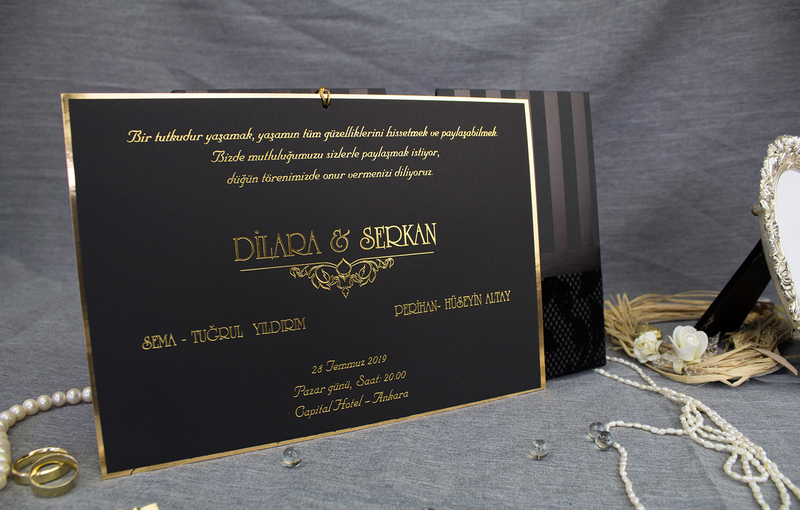 Bir tutkudur yaşamak, yaşamın tüm güzelliklerini hissetmek ve paylaşabilmek.
Bizde mutluluğumuzu sizlerle paylaşmak istiyor,
düğün törenimizde onur vermenizi diliyoruz.
DİLARA & SERKAN
SEMA - TUĞRUL YILDIRIM
PERİHAN- HÜSEYİN ALTAY
28 Temmuz 2019
Pazar günü, Saat: 20.00
Capital Hotel – Ankara